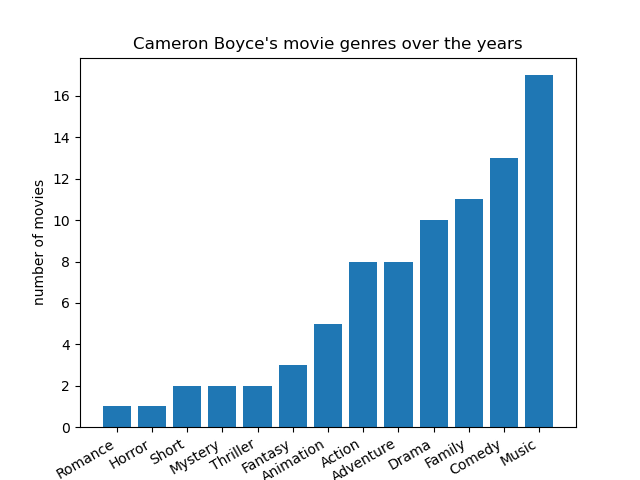 Cameron Boyce's movie genres over the years
number of movies
16
14
12
10
8
6
4
2
0
Romance
Horror
Short
Mystery
Thriller
Fantasy
Animation
Action
Adventure
Drama
Family
Comedy
Music